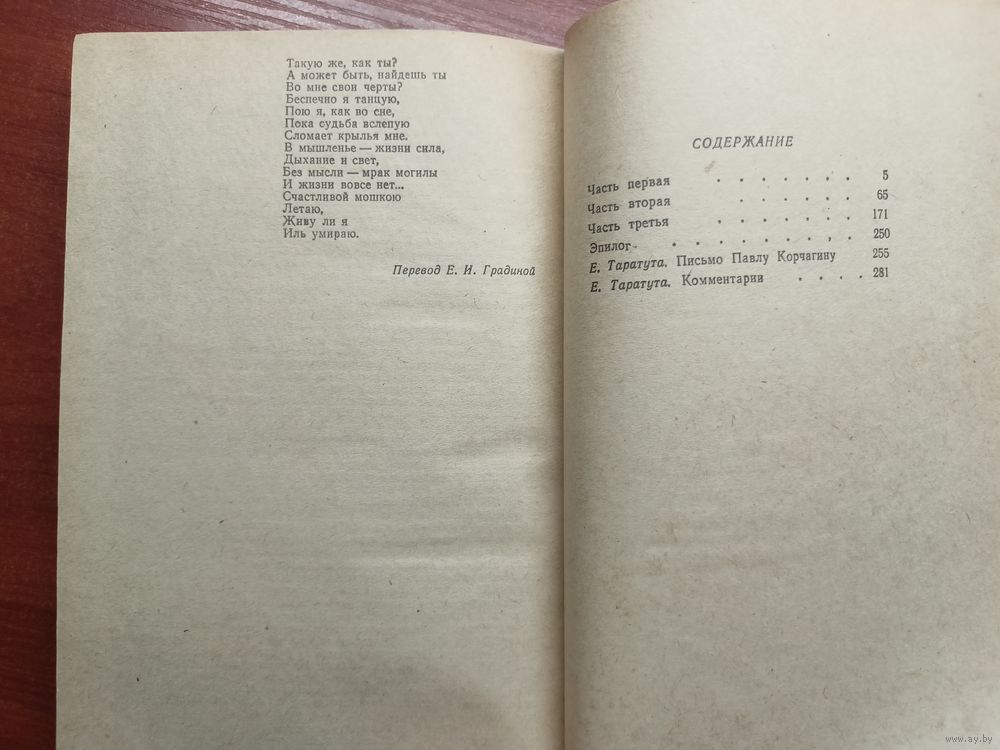 Такую же, как ты?
А может быть, найдешь ты
Во мне свои черты?
Беспечно я танцую,
Пою я, как во сне,
Пока судьба вслепую
Сломает крылья мне.
В мышленье — жизни сила,
Дыхание и свет,
Без мысли — мрак могилы
И жизни вовсе нет...
Счастливой мошкою
Летаю,
Живу ли я
Иль умираю.
Перевод Е. И. Градиной
СОДЕРЖАНИЕ
Часть первая . . . . . . . 5
Часть вторая . . . . . . 65
Часть третья . . . . . . . 171
Эпилог . . . . . . . . 250
Е. Таратута. Письмо Павлу Корчагину 255
Е. Таратута. Комментарии . . . . 281
www.ay.by